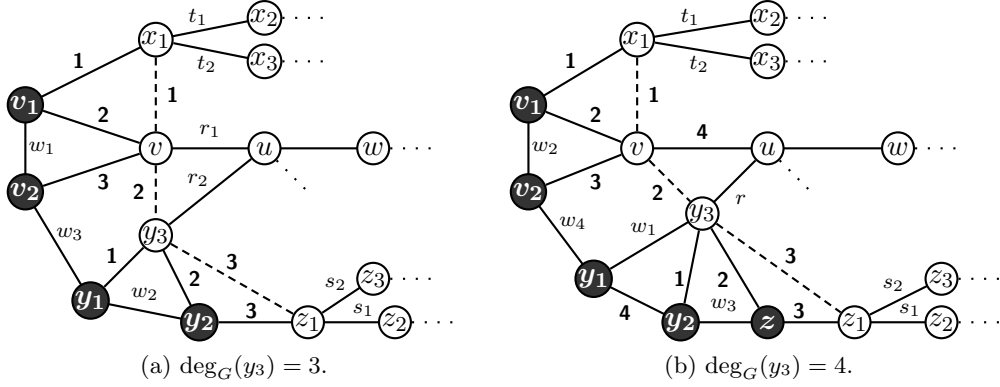 t₁ x₂ · · · ·
x₁
t₂ x₃ · · · ·
1
v₁ 2 1
w₁ v r₁ u w · · · ·
3
v₂ 2 r₂
w₃ y₃
1 3
2 s₂ z₃ · · · ·
y₁ w₂
y₂ 3 z₁ s₁ z₂ · · · ·
(a) deg_G(y₃) = 3.
t₁ x₂ · · · ·
x₁
t₂ x₃ · · · ·
1
v₁ 2 1
w₂ v 4 u w · · · ·
3
v₂ 2 r
w₄ w₁ y₃
3
y₁ 1 2 s₂ z₃ · · · ·
4 w₃
y₂ z 3 z₁ s₁ z₂ · · · ·
(b) deg_G(y₃) = 4.